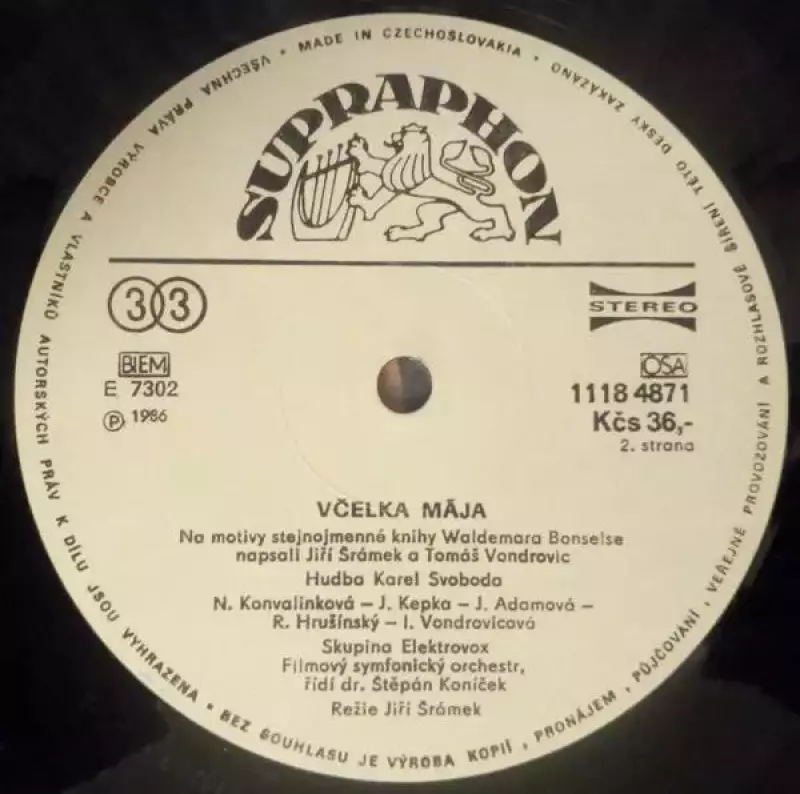 VŠECHNA PRÁVA VÝROBCE A VLASTNÍKŮ AUTORSKÝCH PRÁV K DÍLU JSOU VYHRAZENA • BEZ SOUHLASU JE VÝROBA KOPIÍ, PRONÁJEM, PŮJČOVÁNÍ, VEŘEJNÉ PROVOZOVÁNÍ A ROZHLASOVÉ ŠÍŘENÍ TÉTO DESKY ZAKÁZÁNO • MADE IN CZECHOSLOVAKIA •
SUPRAPHON
33
STEREO
BIEM
E 7302
Ⓟ 1986
OSA
1118 4871
Kčs 36,-
2. strana
VČELKA MÁJA
Na motivy stejnojmenné knihy Waldemara Bonselse
napsali Jiří Šrámek a Tomáš Vondrovic
Hudba Karel Svoboda
N. Konvalinková – J. Kepka – J. Adamová –
R. Hrušínský – I. Vondrovicová
Skupina Elektrovox
Filmový symfonický orchestr,
řídí dr. Štěpán Koníček
Režie Jiří Šrámek